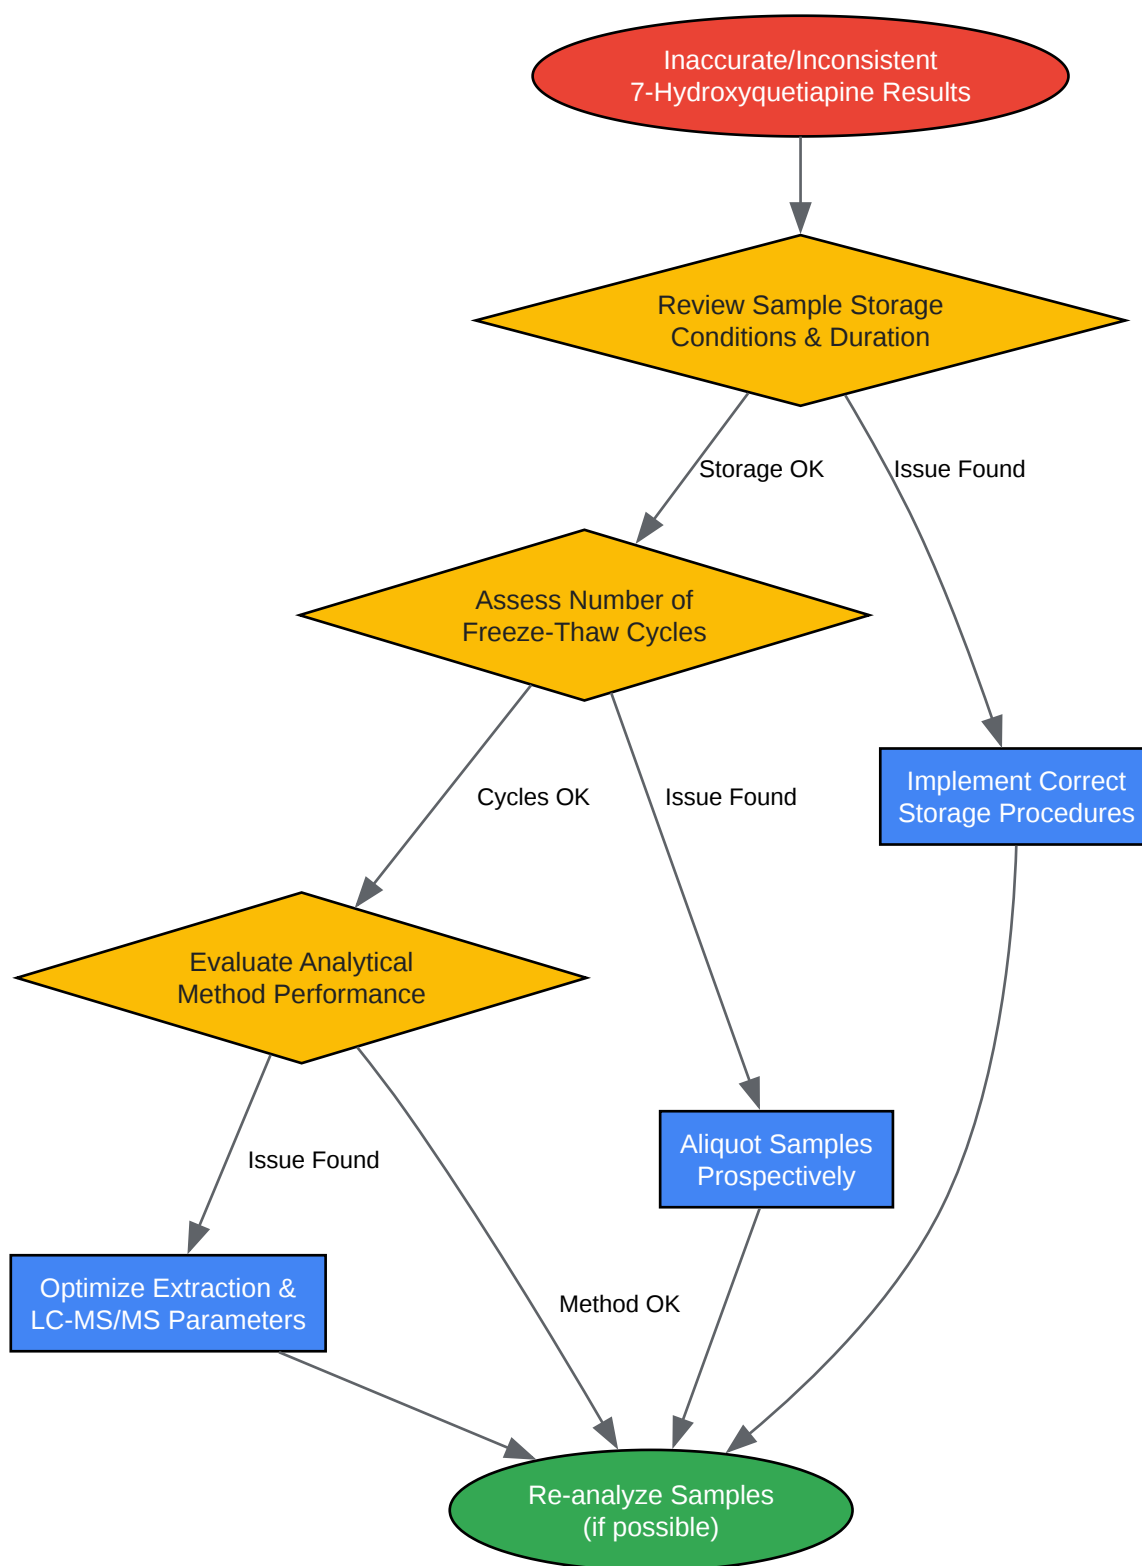 Inaccurate/Inconsistent
7-Hydroxyquetiapine Results
Review Sample Storage
Conditions & Duration
Storage OK
Issue Found
Assess Number of
Freeze-Thaw Cycles
Cycles OK
Issue Found
Implement Correct
Storage Procedures
Evaluate Analytical
Method Performance
Issue Found
Aliquot Samples
Prospectively
Optimize Extraction &
LC-MS/MS Parameters
Method OK
Re-analyze Samples
(if possible)